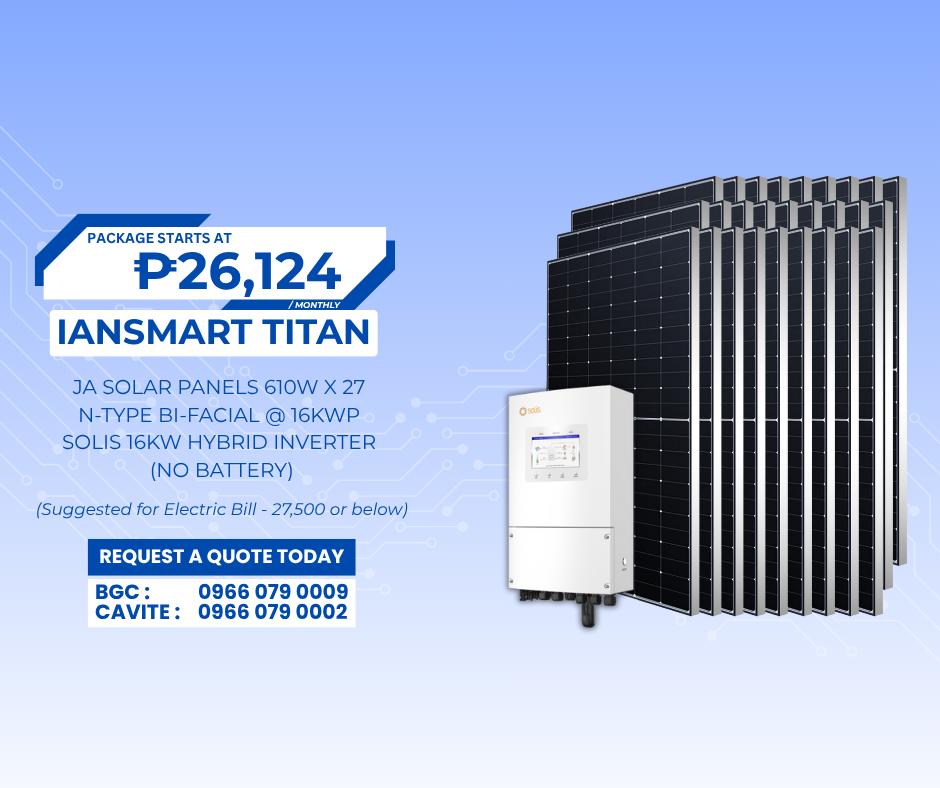 PACKAGE STARTS AT
₱26,124
/ MONTHLY
IANSMART TITAN
JA SOLAR PANELS 610W X 27
N-TYPE BI-FACIAL @ 16KWP
SOLIS 16KW HYBRID INVERTER
(NO BATTERY)
(Suggested for Electric Bill - 27,500 or below)
REQUEST A QUOTE TODAY
BGC : 0966 079 0009
CAVITE : 0966 079 0002
solis